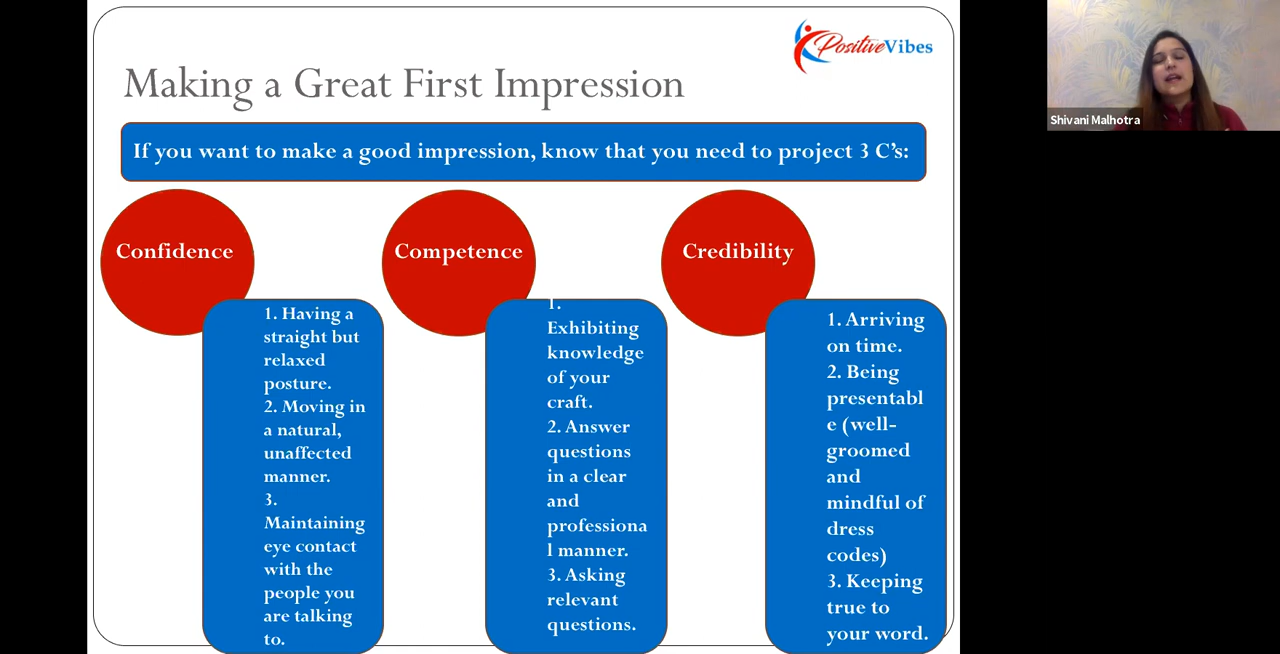 PositiveVibes
Shivani Malhotra
Making a Great First Impression
If you want to make a good impression, know that you need to project 3 C's:
Confidence
1. Having a
straight but
relaxed
posture.
2. Moving in
a natural,
unaffected
manner.
3.
Maintaining
eye contact
with the
people you
are talking
to.
Competence
1.
Exhibiting
knowledge
of your
craft.
2. Answer
questions
in a clear
and
professiona
l manner.
3. Asking
relevant
questions.
Credibility
1. Arriving
on time.
2. Being
presentabl
e (well-
groomed
and
mindful of
dress
codes)
3. Keeping
true to
your word.